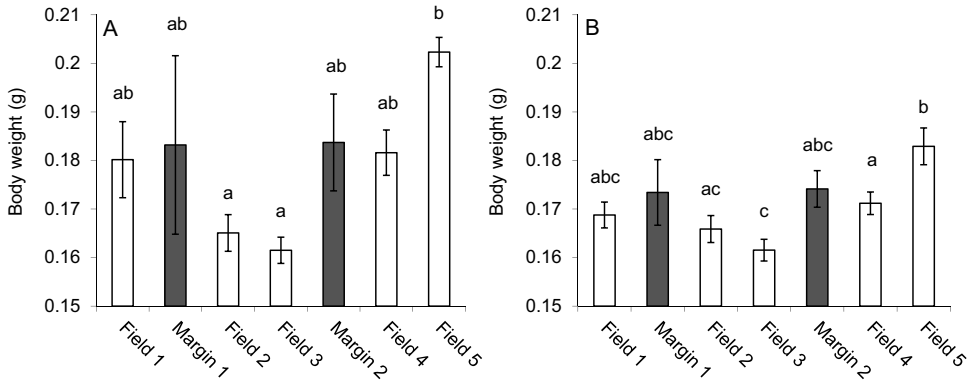 A
Body weight (g)
0.21
0.2
0.19
0.18
0.17
0.16
0.15
ab
ab
a
a
ab
ab
b
Field 1
Margin 1
Field 2
Field 3
Margin 2
Field 4
Field 5
B
Body weight (g)
0.21
0.2
0.19
0.18
0.17
0.16
0.15
abc
abc
ac
c
abc
a
b
Field 1
Margin 1
Field 2
Field 3
Margin 2
Field 4
Field 5